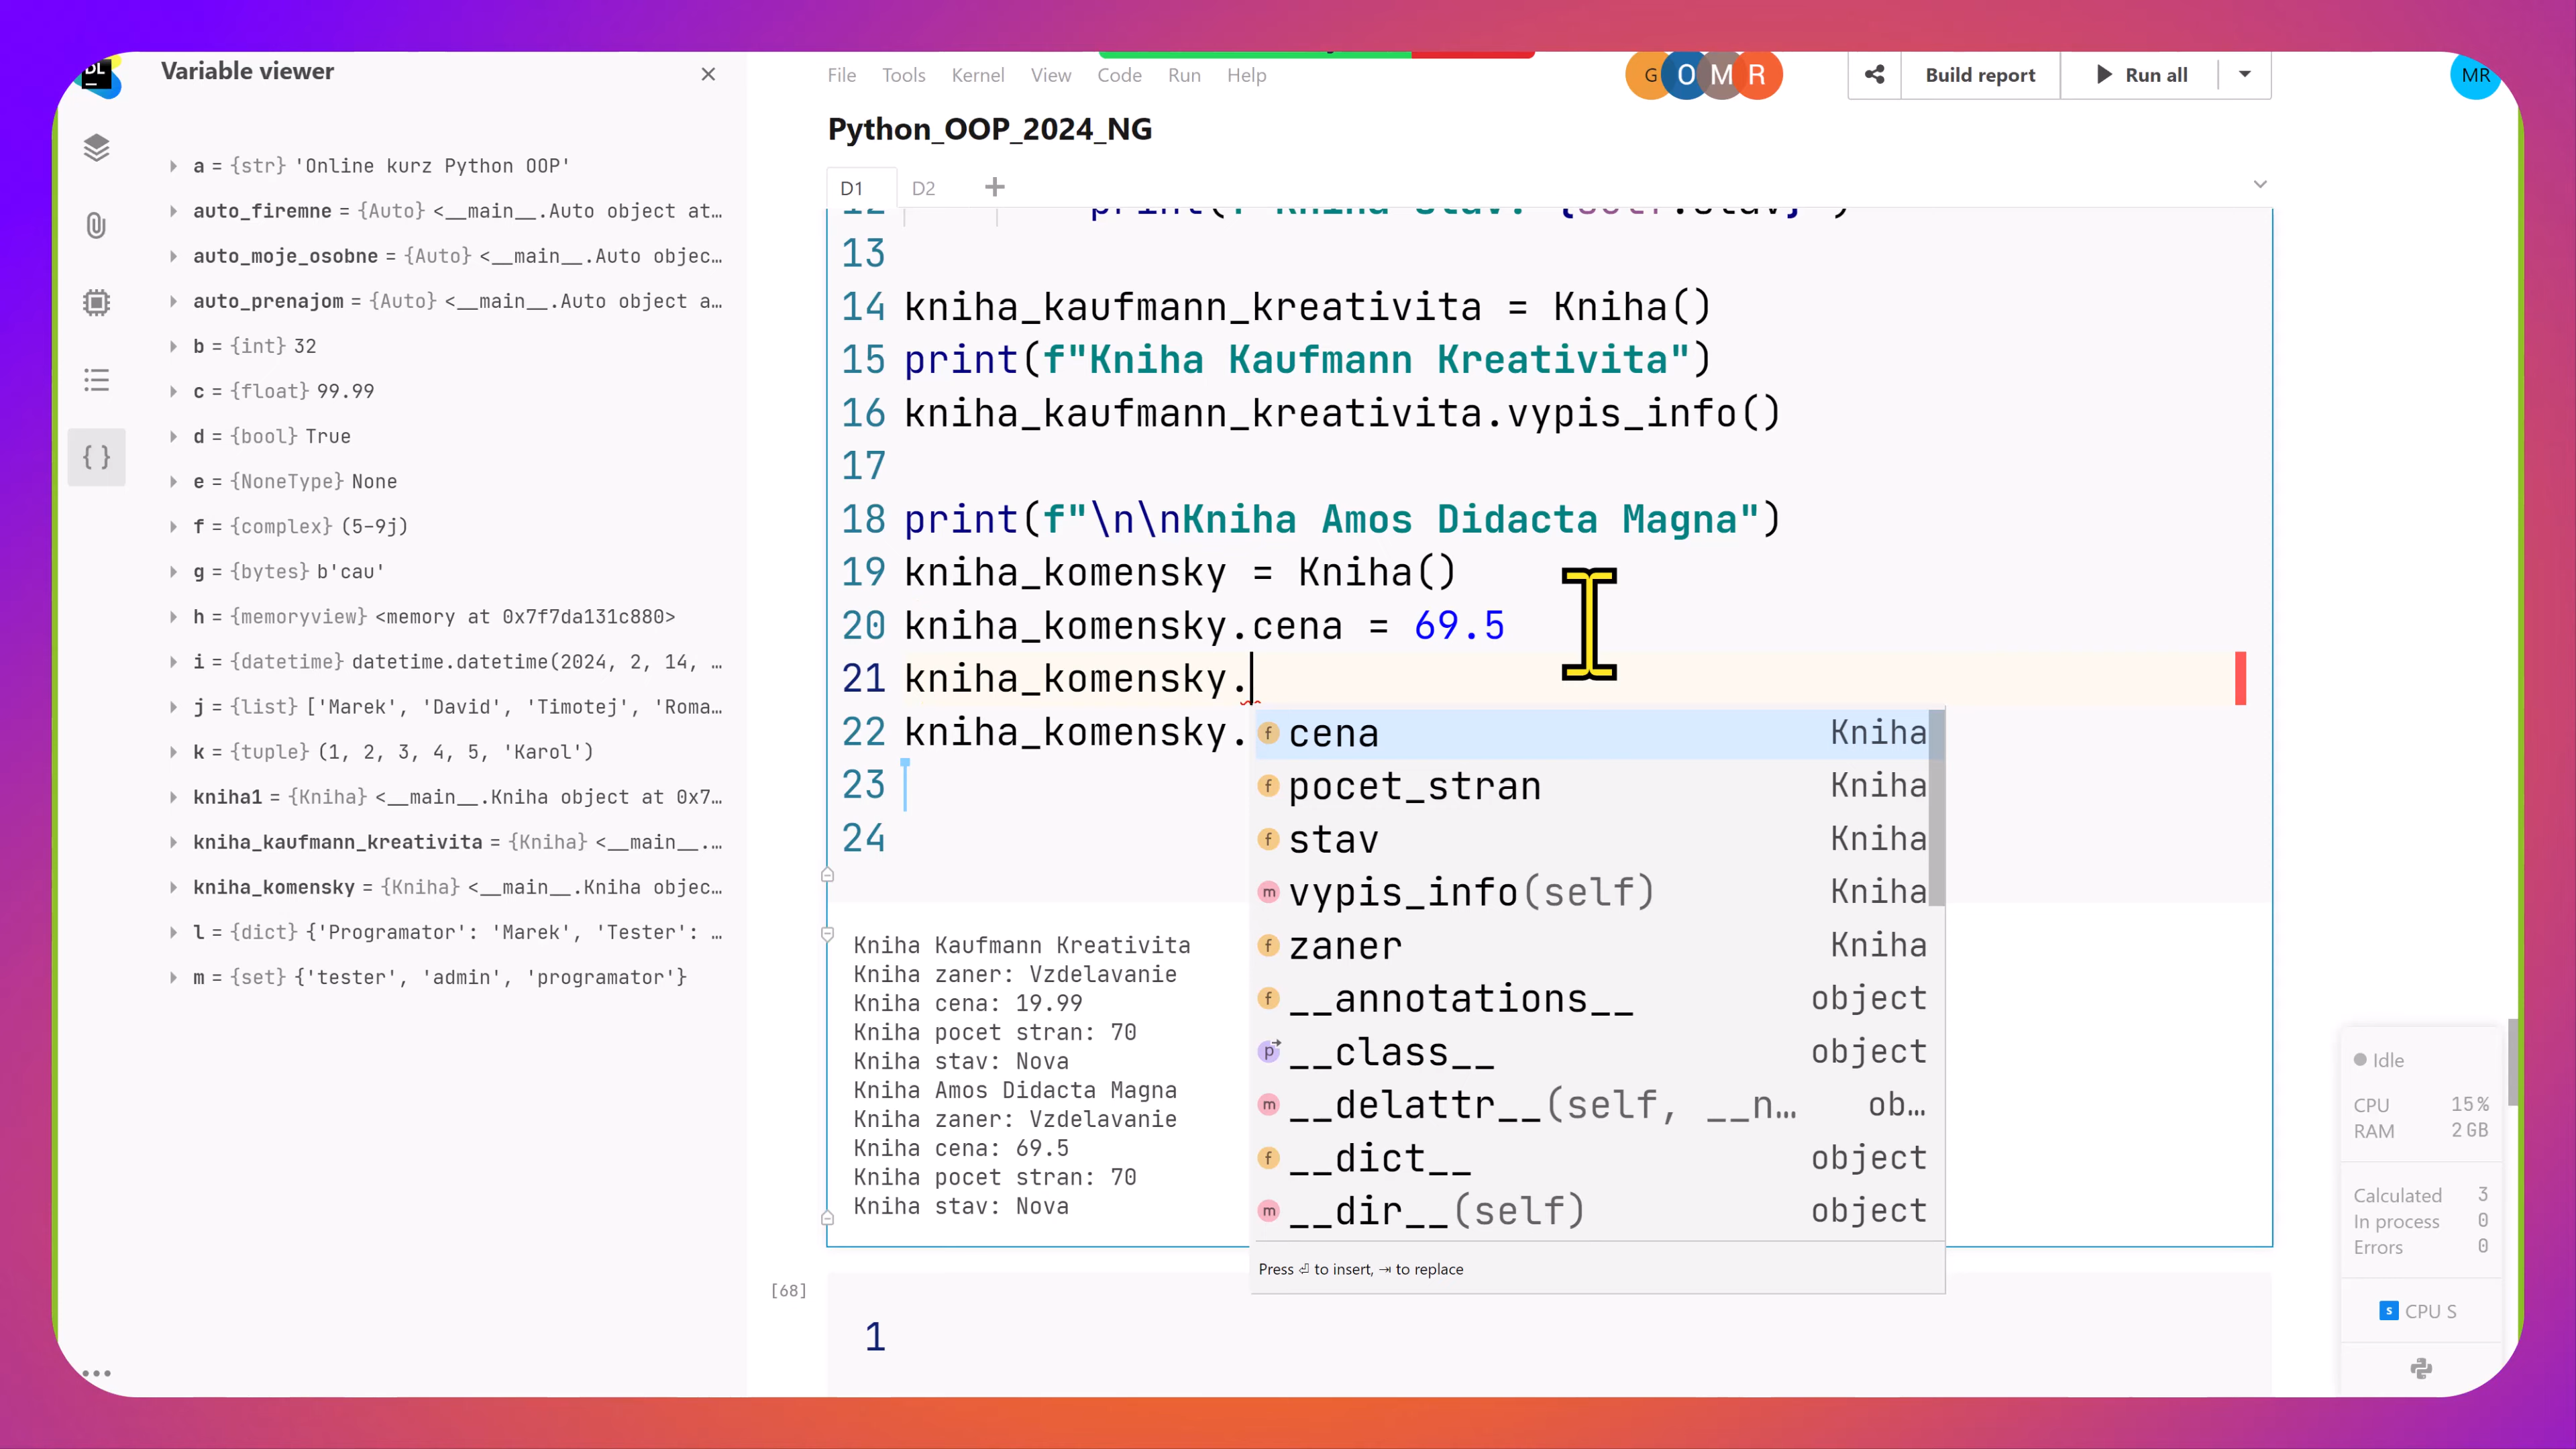 DL
Variable viewer
a = {str} 'Online kurz Python OOP'
auto_firemne = {Auto} <__main__.Auto object at…
auto_moje_osobne = {Auto} <__main__.Auto objec…
auto_prenajom = {Auto} <__main__.Auto object a…
b = {int} 32
c = {float} 99.99
d = {bool} True
e = {NoneType} None
f = {complex} (5-9j)
g = {bytes} b'cau'
h = {memoryview} <memory at 0x7f7da131c880>
i = {datetime} datetime.datetime(2024, 2, 14, …
j = {list} ['Marek', 'David', 'Timotej', 'Roma…
k = {tuple} (1, 2, 3, 4, 5, 'Karol')
kniha1 = {Kniha} <__main__.Kniha object at 0x7…
kniha_kaufmann_kreativita = {Kniha} <__main__.…
kniha_komensky = {Kniha} <__main__.Kniha objec…
l = {dict} {'Programator': 'Marek', 'Tester': …
m = {set} {'tester', 'admin', 'programator'}
File Tools Kernel View Code Run Help
G O M R
Build report
Run all
MR
Python_OOP_2024_NG
D1 D2
12 print(f"Kniha stav: {self.stav}")
13
14 kniha_kaufmann_kreativita = Kniha()
15 print(f"Kniha Kaufmann Kreativita")
16 kniha_kaufmann_kreativita.vypis_info()
17
18 print(f"\n\nKniha Amos Didacta Magna")
19 kniha_komensky = Kniha()
20 kniha_komensky.cena = 69.5
21 kniha_komensky.
22 kniha_komensky.
23
24
f cena Kniha
f pocet_stran Kniha
f stav Kniha
m vypis_info(self) Kniha
f zaner Kniha
f __annotations__ object
p __class__ object
m __delattr__(self, __n… ob…
f __dict__ object
m __dir__(self) object
Press ⏎ to insert, ⇥ to replace
Kniha Kaufmann Kreativita
Kniha zaner: Vzdelavanie
Kniha cena: 19.99
Kniha pocet stran: 70
Kniha stav: Nova
Kniha Amos Didacta Magna
Kniha zaner: Vzdelavanie
Kniha cena: 69.5
Kniha pocet stran: 70
Kniha stav: Nova
[68]
1
Idle
CPU 15%
RAM 2 GB
Calculated 3
In process 0
Errors 0
S CPU S